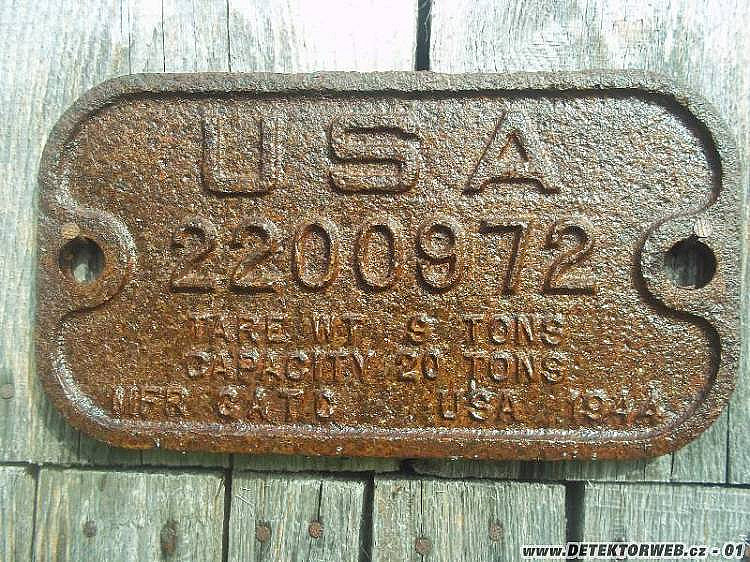 USA
2200972
TARE WT 9 TONS
CAPACITY 20 TONS
MFR GATC USA 1944
www.DETEKTORWEB.cz - 01